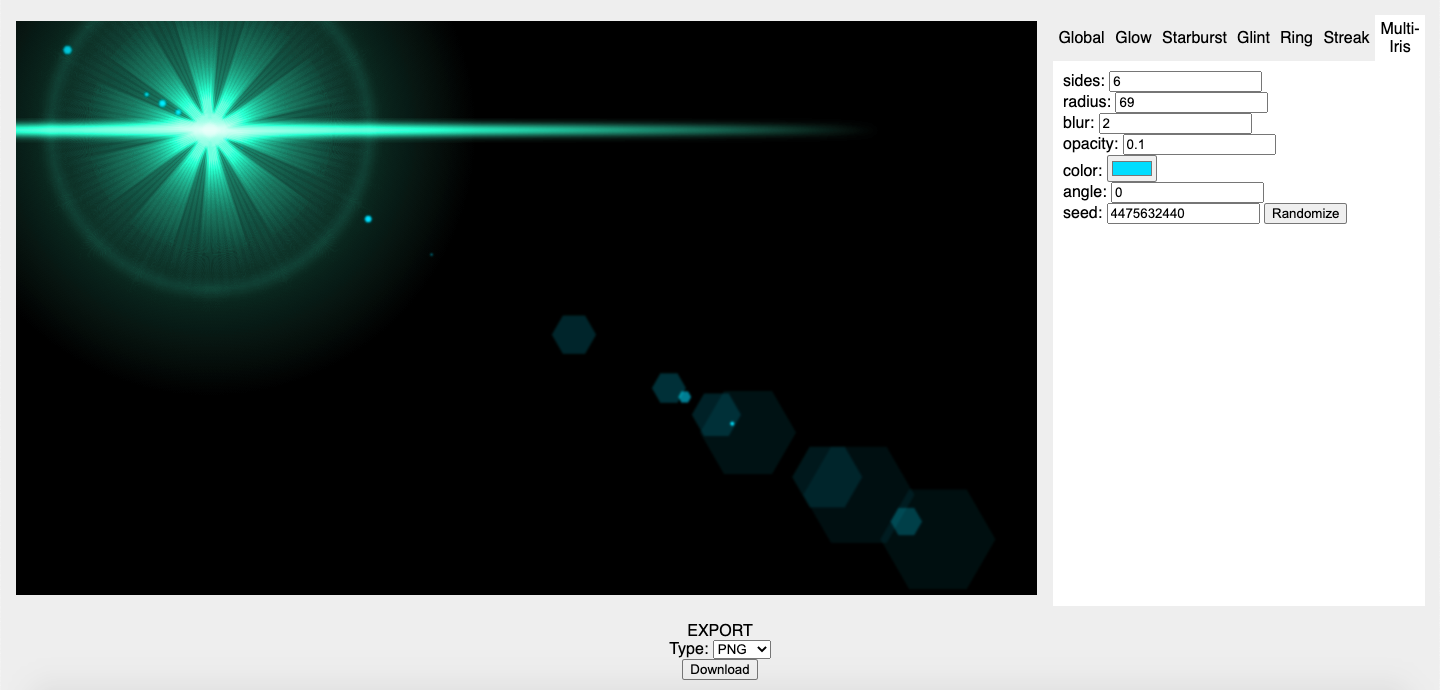 Global Glow Starburst Glint Ring Streak Multi-
Iris
sides: 6
radius: 69
blur: 2
opacity: 0.1
color:
angle: 0
seed: 4475632440 Randomize
EXPORT
Type: PNG
Download